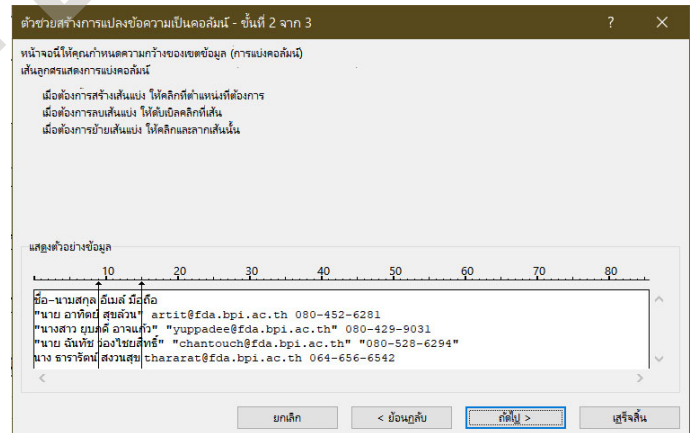 ตัวช่วยสร้างการแปลงข้อความเป็นคอลัมน์ - ขั้นที่ 2 จาก 3 ? ×
หน้าจอนี้ให้คุณกำหนดความกว้างของเขตข้อมูล (การแบ่งคอลัมน์)
เส้นลูกศรแสดงการแบ่งคอลัมน์
เมื่อต้องการสร้างเส้นแบ่ง ให้คลิกที่ตำแหน่งที่ต้องการ
เมื่อต้องการลบเส้นแบ่ง ให้ดับเบิลคลิกที่เส้น
เมื่อต้องการย้ายเส้นแบ่ง ให้คลิกและลากเส้นนั้น
แสดงตัวอย่างข้อมูล
10 20 30 40 50 60 70 80
ชื่อ-นามสกุล อีเมล์ มือถือ
"นาย อาทิตย์ สุขล้วน" artit@fda.bpi.ac.th 080-452-6281
"นางสาว ยุบภดี อาจแก้ว" "yuppadee@fda.bpi.ac.th" 080-429-9031
"นาย ฉันทัช ว่องไชยสิทธิ์" "chantouch@fda.bpi.ac.th" "080-528-6294"
นาง ธารารัตน์ สงวนสุข thararat@fda.bpi.ac.th 064-656-6542
ยกเลิก < ย้อนกลับ ถัดไป > เสร็จสิ้น